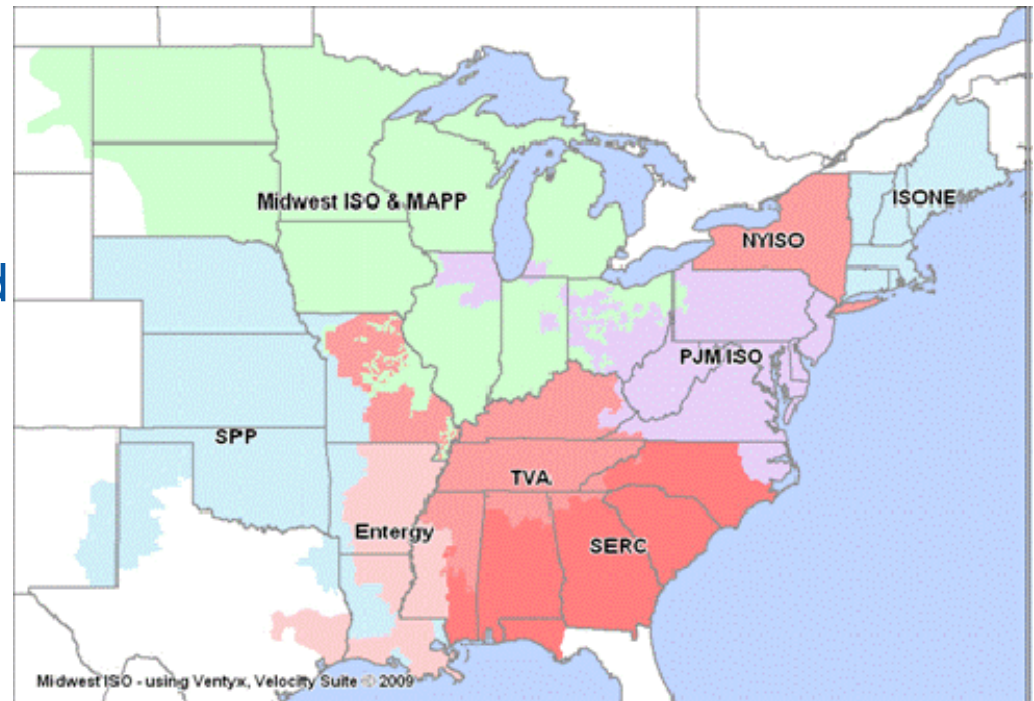 Midwest ISO & MAPP
ISONE
NYISO
d
PJM ISO
SPP
TVA
Entergy
SERC
Midwest ISO - using Ventyx, Velocity Suite © 2009